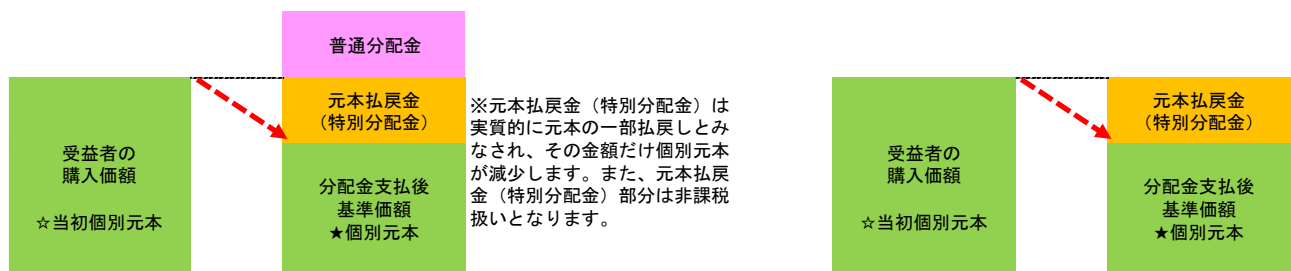 普通分配金
受益者の
購入価額
☆当初個別元本
元本払戻金
（特別分配金）
分配金支払後
基準価額
★個別元本
※元本払戻金（特別分配金）は
実質的に元本の一部払戻しとみ
なされ、その金額だけ個別元本
が減少します。また、元本払戻
金（特別分配金）部分は非課税
扱いとなります。
受益者の
購入価額
☆当初個別元本
元本払戻金
（特別分配金）
分配金支払後
基準価額
★個別元本